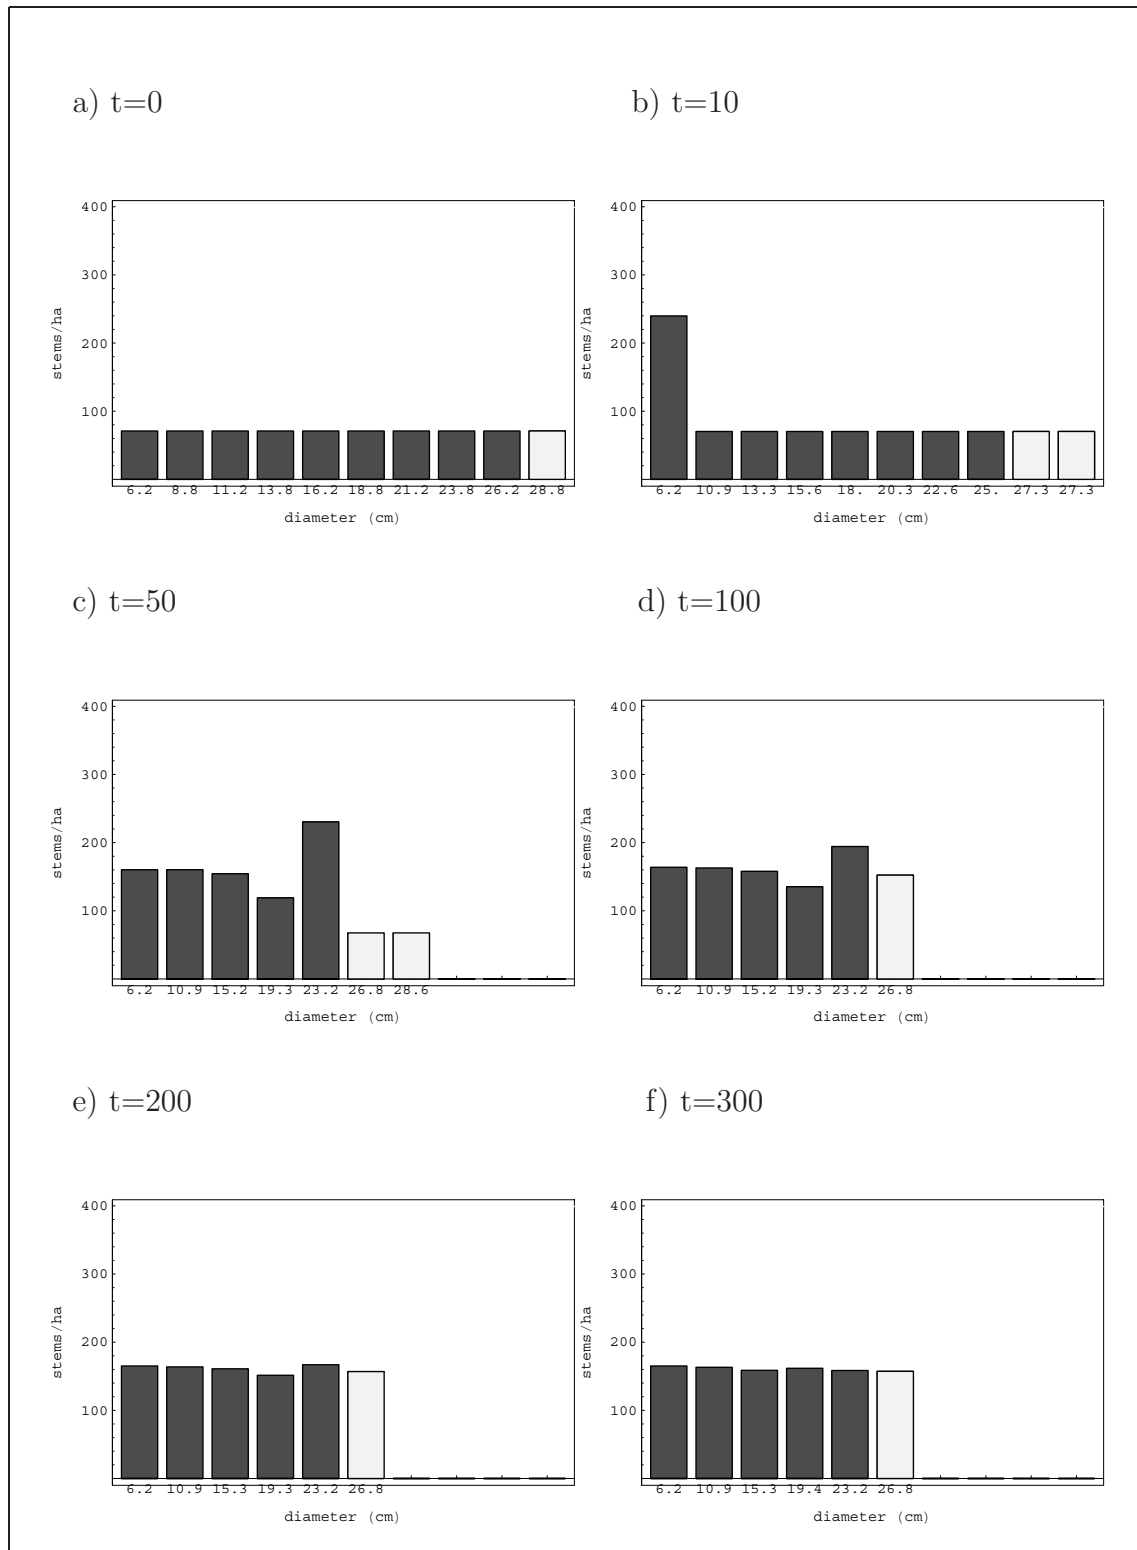 a) t=0
b) t=10
400
300
200
100
stems/ha
6.2 8.8 11.2 13.8 16.2 18.8 21.2 23.8 26.2 28.8
diameter (cm)
400
300
200
100
stems/ha
6.2 10.9 13.3 15.6 18. 20.3 22.6 25. 27.3 27.3
diameter (cm)
c) t=50
d) t=100
400
300
200
100
stems/ha
6.2 10.9 15.2 19.3 23.2 26.8 28.6
diameter (cm)
400
300
200
100
stems/ha
6.2 10.9 15.2 19.3 23.2 26.8
diameter (cm)
e) t=200
f) t=300
400
300
200
100
stems/ha
6.2 10.9 15.3 19.3 23.2 26.8
diameter (cm)
400
300
200
100
stems/ha
6.2 10.9 15.3 19.4 23.2 26.8
diameter (cm)